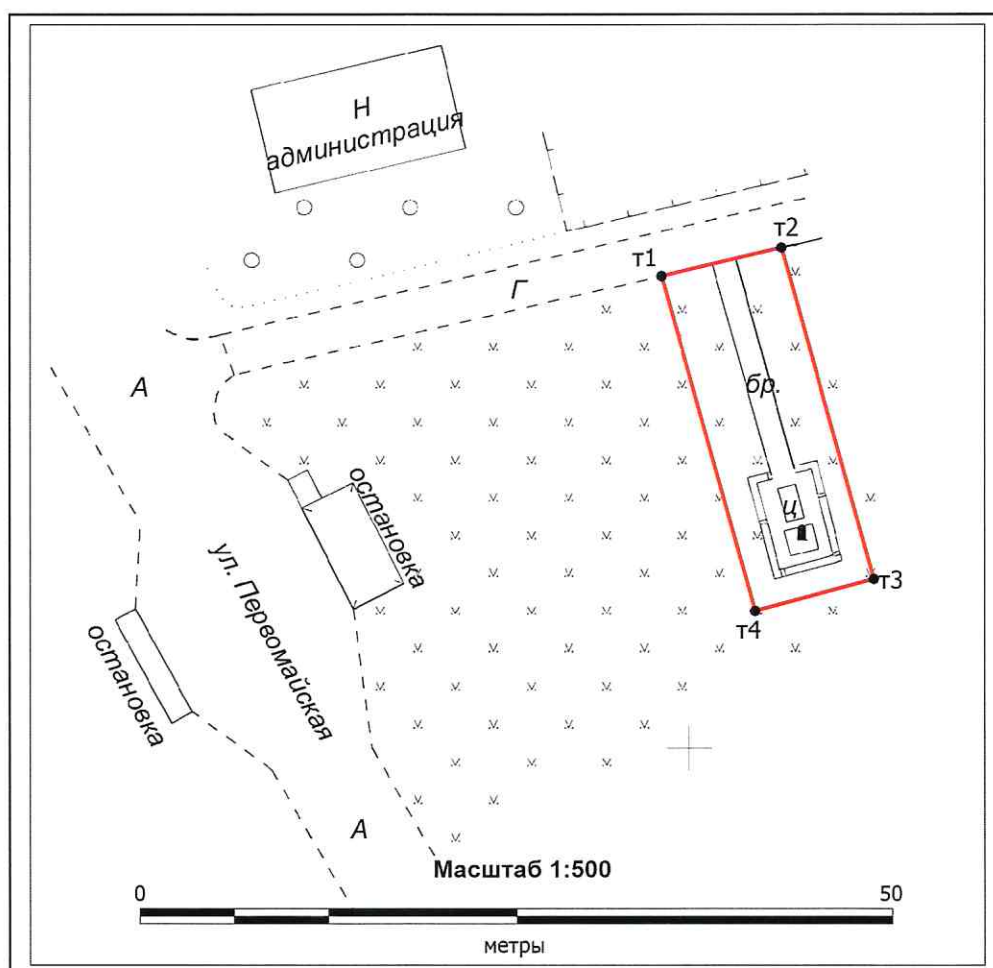 Н
администрация
т2
т1
Г
А
бр.
остановка
ц
ул. Первомайская
т3
т4
остановка
А
Масштаб 1:500
0
50
метры